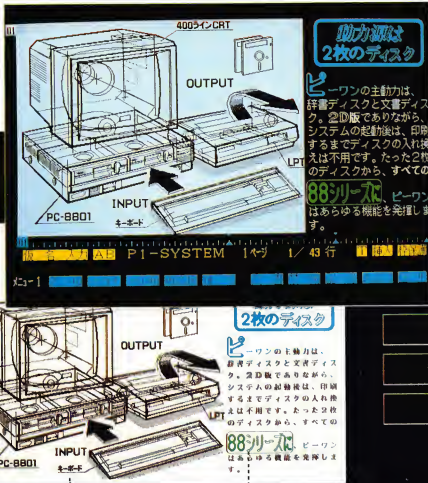 400ラインCRT
OUTPUT
LPT
INPUT
PC-8801
キーボード
動力源は
2枚のディスク
ピーワンの主動力は、
辞書ディスクと文書ディス
ク。2D版でありながら、
システムの起動後は、印刷
するまでディスクの入れ換
えは不用です。たった2枚
のディスクから、すべての
88シリーズに、ピーワン
はあらゆる機能を発揮しま
す。
P1-SYSTEM 1ページ 1/ 43 行
メニュー1
2枚のディスク
OUTPUT
LPT
INPUT
PC-8801
キーボード
ピーワンの主動力は、
辞書ディスクと文書ディス
ク。2D版でありながら、
システムの起動後は、印刷
するまでディスクの入れ換
えは不用です。たった2枚
のディスクから、すべての
88シリーズに、ピーワン
はあらゆる機能を発揮しま
す。